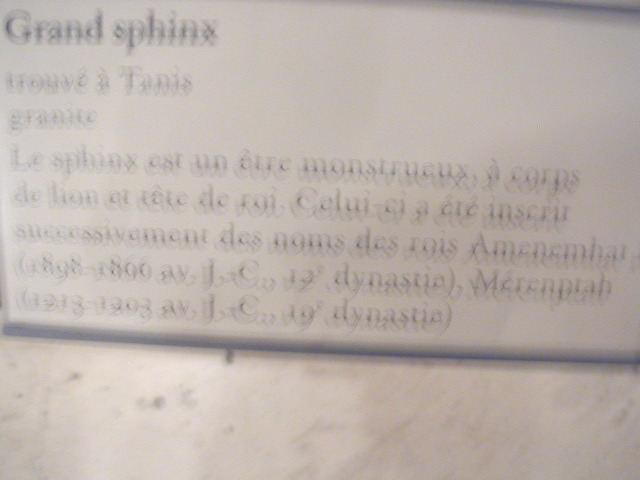 Grand sphinx
trouvé à Tanis
granite
Le sphinx est un être monstrueux, à corps
de lion et tête de roi. Celui-ci a été inscrit
successivement des noms des rois Amenemhat
(1898-1866 av. J.-C., 12e dynastie), Mérenptah
(1213-1203 av. J.-C., 19e dynastie)